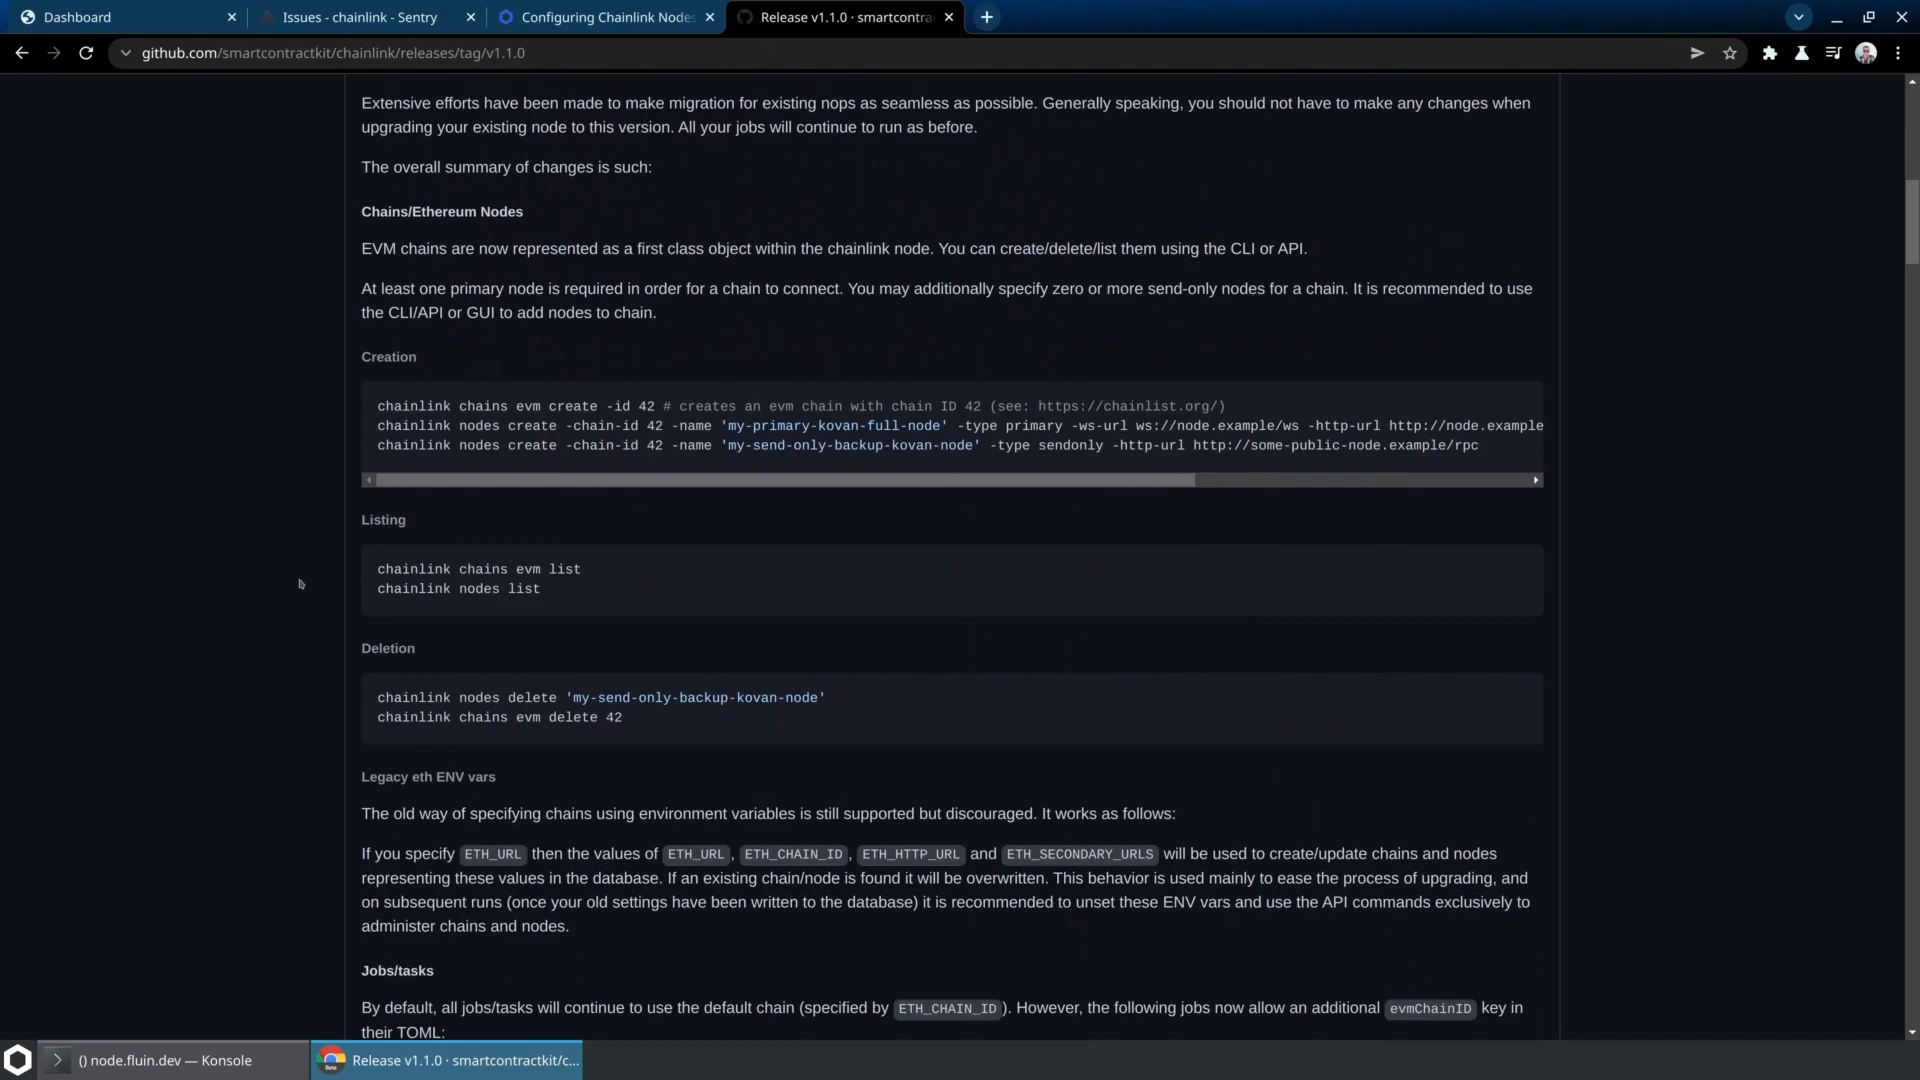 Dashboard
Issues - chainlink - Sentry
Configuring Chainlink Nodes
Release v1.1.0 · smartcontra
github.com/smartcontractkit/chainlink/releases/tag/v1.1.0
Extensive efforts have been made to make migration for existing nops as seamless as possible. Generally speaking, you should not have to make any changes when
upgrading your existing node to this version. All your jobs will continue to run as before.
The overall summary of changes is such:
Chains/Ethereum Nodes
EVM chains are now represented as a first class object within the chainlink node. You can create/delete/list them using the CLI or API.
At least one primary node is required in order for a chain to connect. You may additionally specify zero or more send-only nodes for a chain. It is recommended to use
the CLI/API or GUI to add nodes to chain.
Creation
chainlink chains evm create -id 42 # creates an evm chain with chain ID 42 (see: https://chainlist.org/)
chainlink nodes create -chain-id 42 -name 'my-primary-kovan-full-node' -type primary -ws-url ws://node.example/ws -http-url http://node.example
chainlink nodes create -chain-id 42 -name 'my-send-only-backup-kovan-node' -type sendonly -http-url http://some-public-node.example/rpc
Listing
chainlink chains evm list
chainlink nodes list
Deletion
chainlink nodes delete 'my-send-only-backup-kovan-node'
chainlink chains evm delete 42
Legacy eth ENV vars
The old way of specifying chains using environment variables is still supported but discouraged. It works as follows:
If you specify ETH_URL then the values of ETH_URL, ETH_CHAIN_ID, ETH_HTTP_URL and ETH_SECONDARY_URLS will be used to create/update chains and nodes
representing these values in the database. If an existing chain/node is found it will be overwritten. This behavior is used mainly to ease the process of upgrading, and
on subsequent runs (once your old settings have been written to the database) it is recommended to unset these ENV vars and use the API commands exclusively to
administer chains and nodes.
Jobs/tasks
By default, all jobs/tasks will continue to use the default chain (specified by ETH_CHAIN_ID). However, the following jobs now allow an additional evmChainID key in
their TOML:
() node.fluin.dev — Konsole
Beta
Release v1.1.0 · smartcontractkit/c...